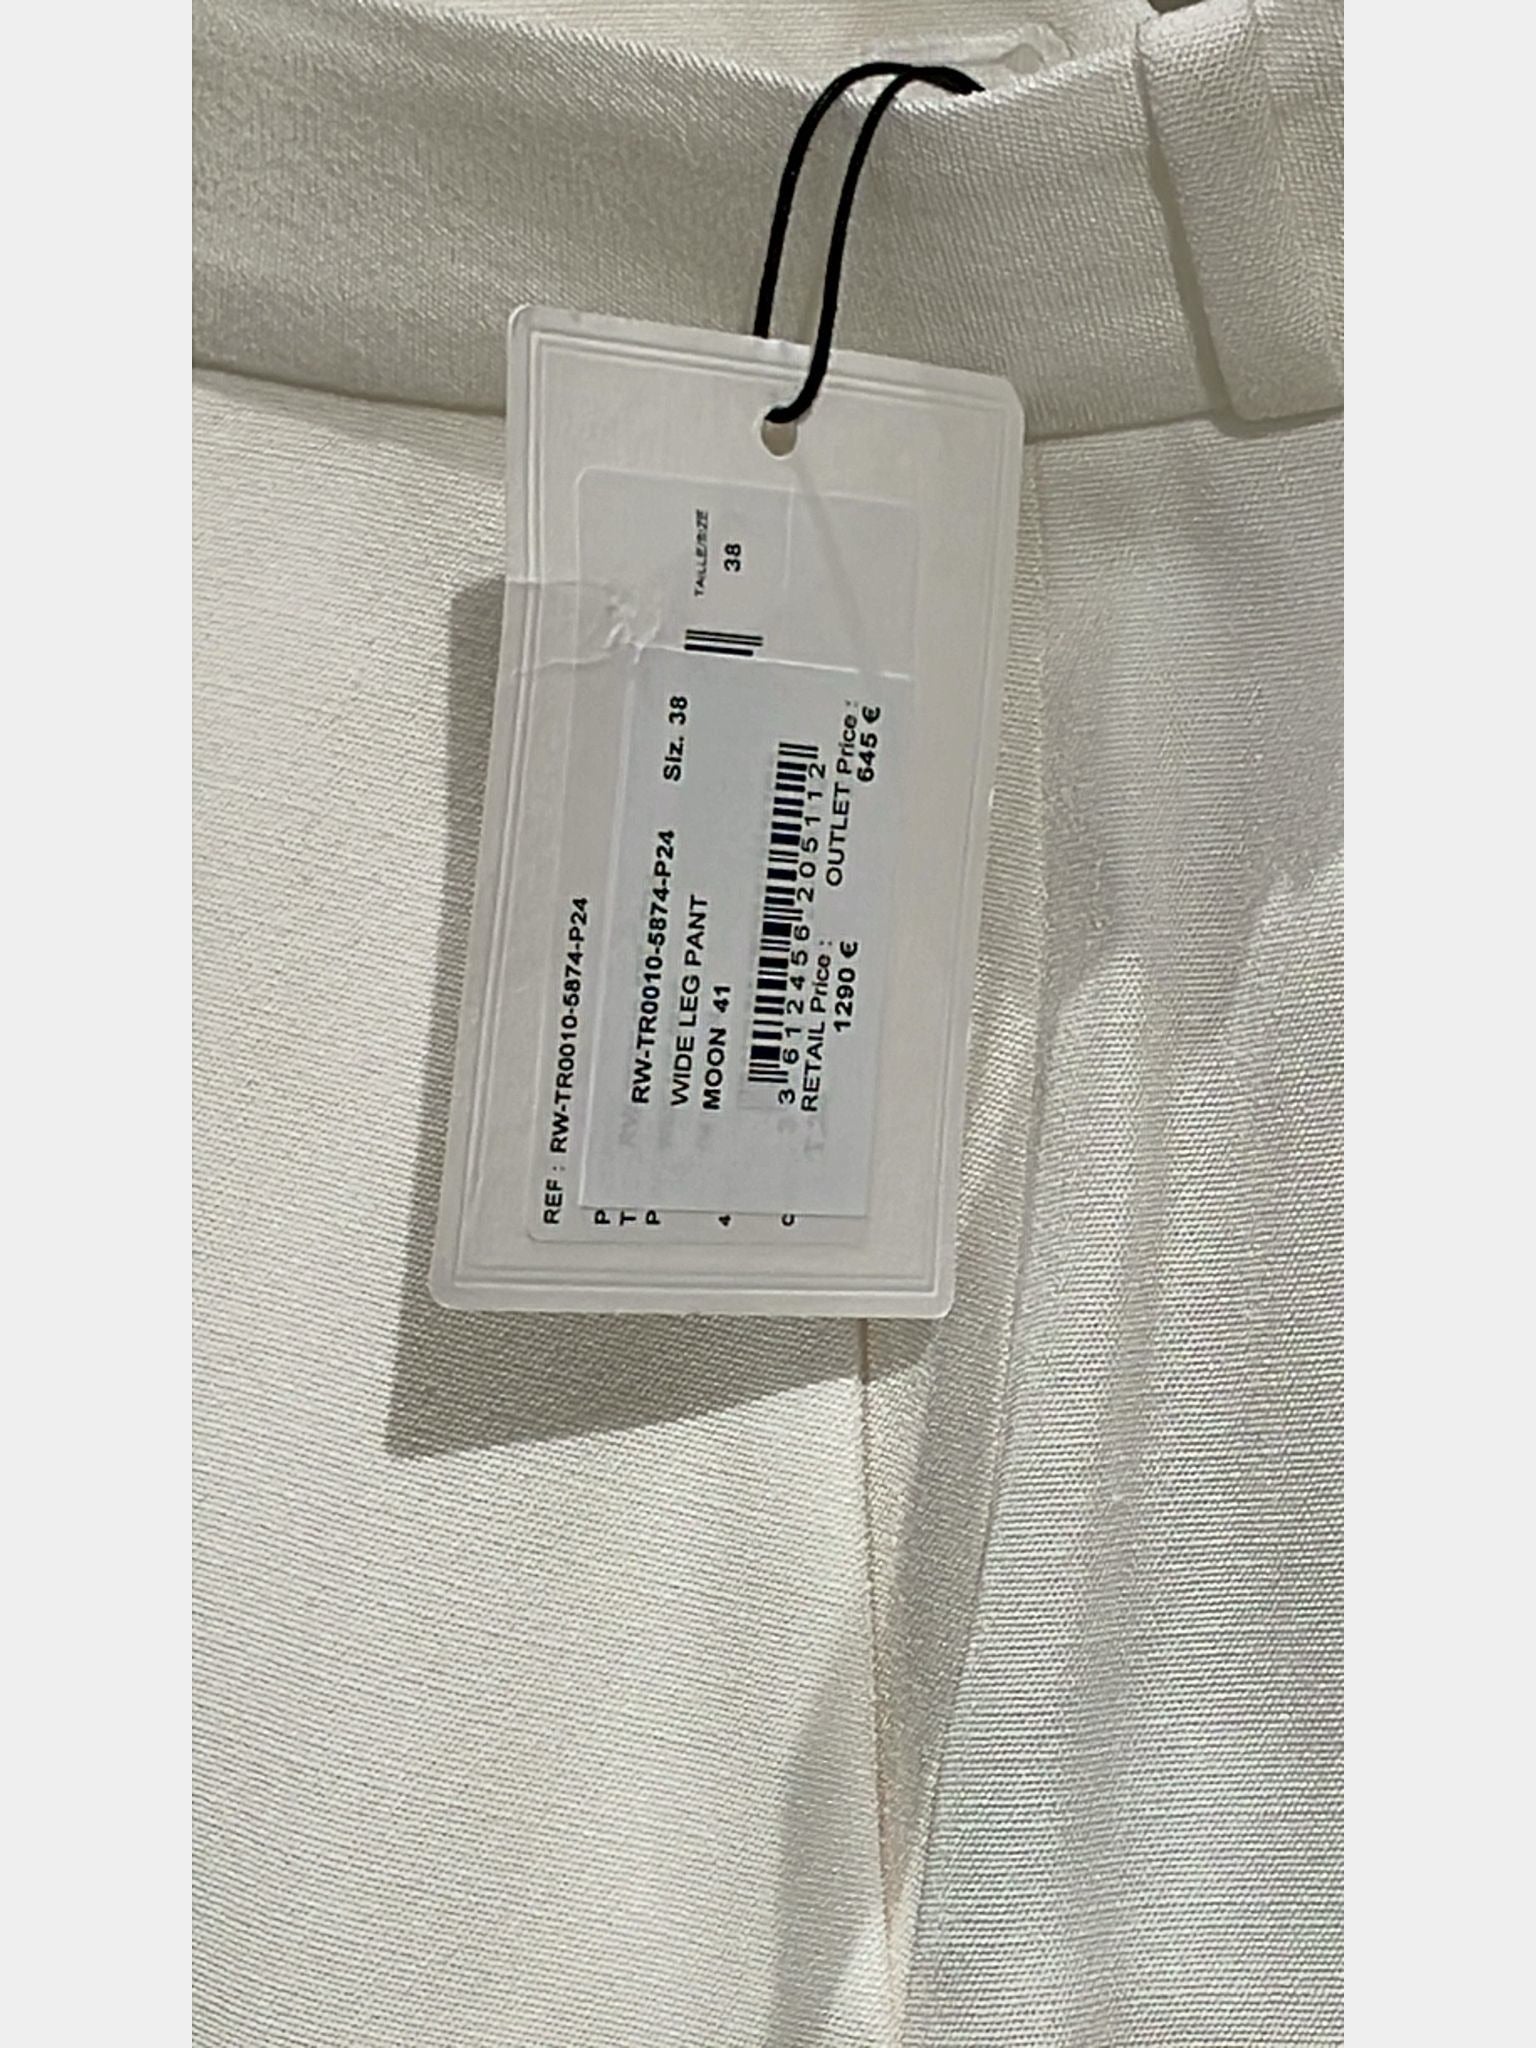 TAILLE/SIZE
38
REF : RW-TR0010-5874-P24
P
T
P
4
RW-TR0010-5874-P24 Siz. 38
WIDE LEG PANT
MOON 41
3 612456 205112
RETAIL Price : OUTLET Price :
1290 € 645 €